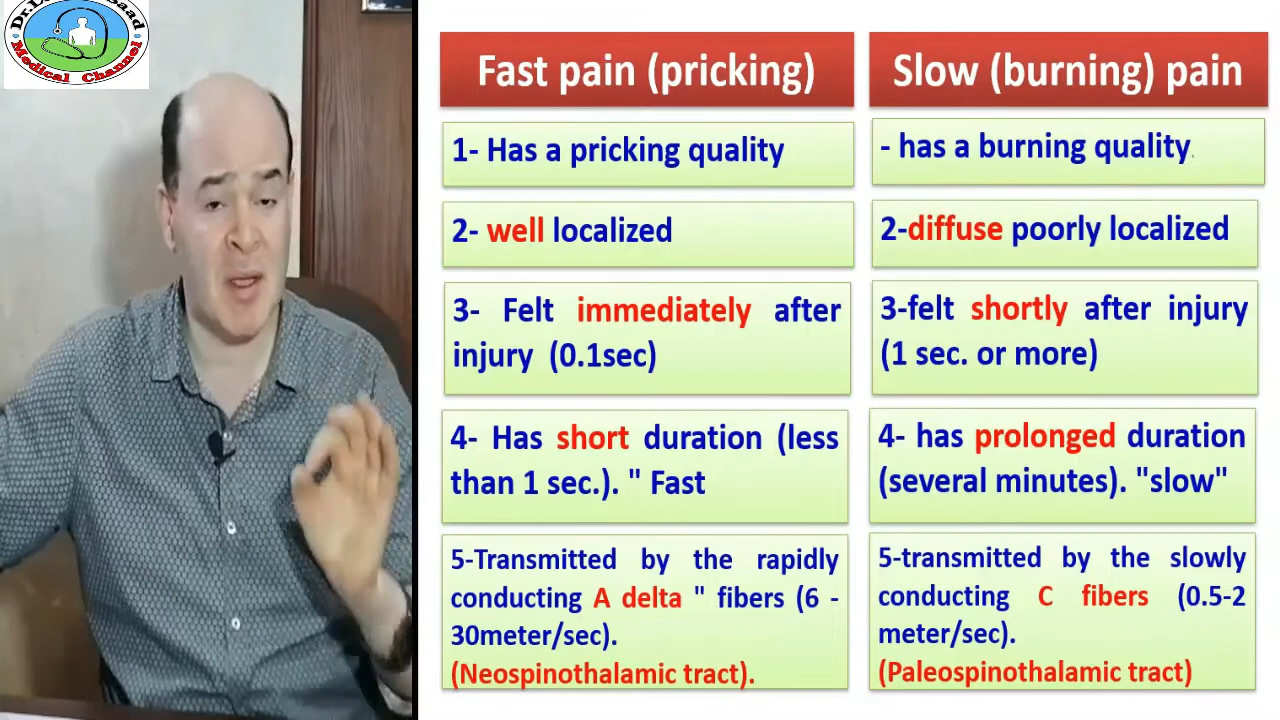 Saad
Medical Channel
Fast pain (pricking)
Slow (burning) pain
1- Has a pricking quality
- has a burning quality.
2- well localized
2-diffuse poorly localized
3- Felt immediately after
injury (0.1sec)
3-felt shortly after injury
(1 sec. or more)
4- Has short duration (less
than 1 sec.). " Fast
4- has prolonged duration
(several minutes). "slow"
5-Transmitted by the rapidly
conducting A delta " fibers (6 -
30meter/sec).
(Neospinothalamic tract).
5-transmitted by the slowly
conducting C fibers (0.5-2
meter/sec).
(Paleospinothalamic tract)